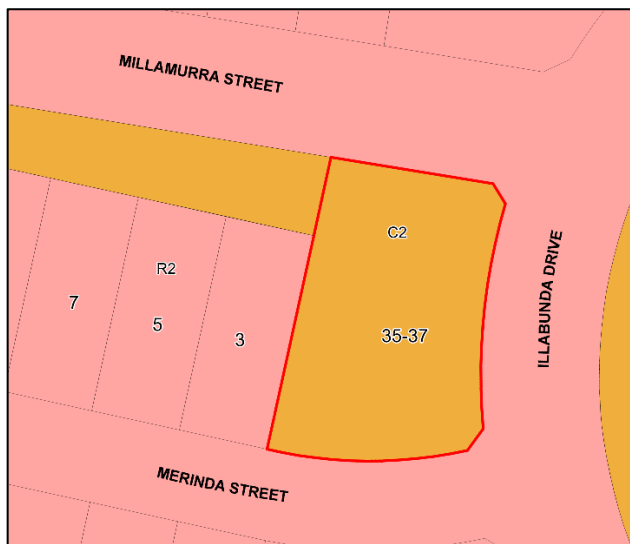 MILLAMURRA STREET
C2
ILLABUNDA DRIVE
R2
7
5
3
35-37
MERINDA STREET